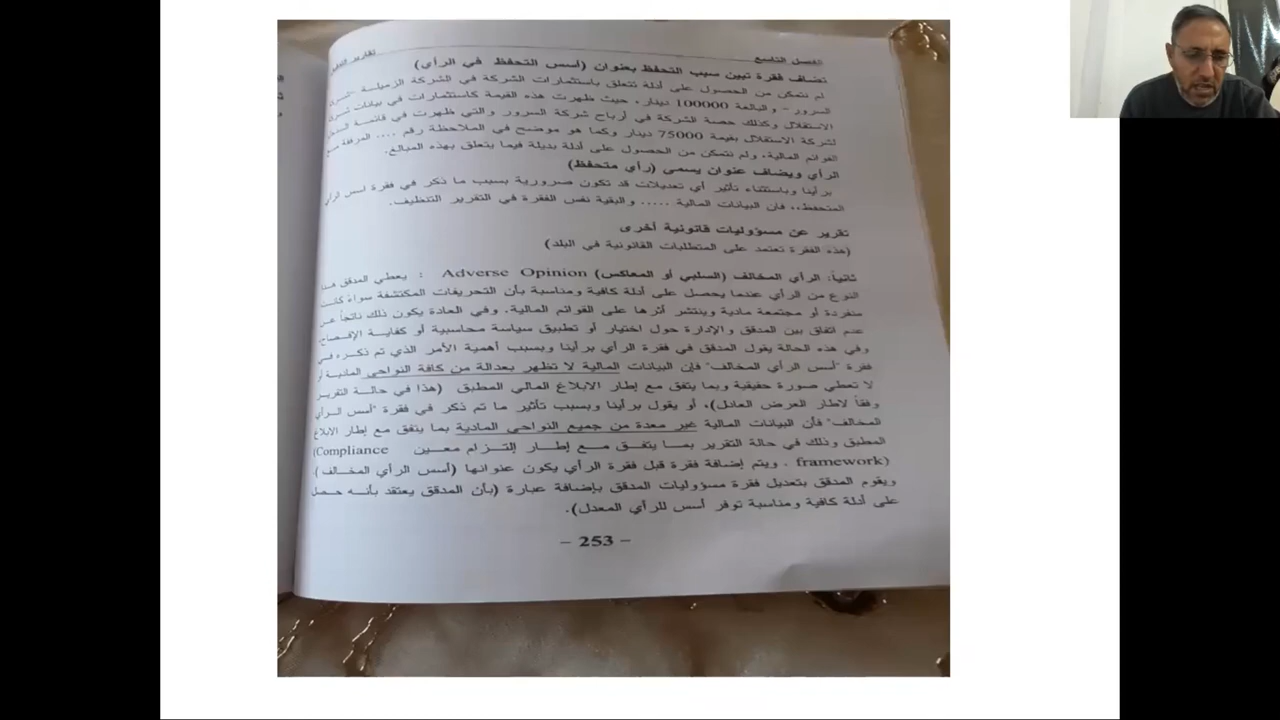 الفصل التاسع
تقارير
تضاف فقرة تبين سبب التحفظ بعنوان (أسس التحفظ في الرأي)
لم نتمكن من الحصول على أدلة تتعلق باستثمارات الشركة في الشركة الزميلة "شركة
السرور" والبالغة 100000 دينار، حيث ظهرت هذه القيمة كاستثمارات في بيانات شركة
الاستقلال وكذلك حصة الشركة في أرباح شركة السرور والتي ظهرت في قائمة الدخل
لشركة الاستقلال بقيمة 75000 دينار وكما هو موضح في الملاحظة رقم .... المرفقة مع
القوائم المالية، ولم نتمكن من الحصول على أدلة بديلة فيما يتعلق بهذه المبالغ.
الرأي ويضاف عنوان يسمى (رأي متحفظ)
برأينا وباستثناء تأثير أي تعديلات قد تكون ضرورية بسبب ما ذكر في فقرة اسس الرأي
المتحفظ.. فان البيانات المالية ..... والبقية نفس الفقرة في التقرير التنظيف.
تقرير عن مسؤوليات قانونية أخرى
(هذه الفقرة تعتمد على المتطلبات القانونية في البلد)
ثانياً: الرأي المخالف (السلبي أو المعاكس) Adverse Opinion : يعطي المدقق هذا
النوع من الرأي عندما يحصل على أدلة كافية ومناسبة بأن التحريفات المكتشفة سواء كانت
منفردة أو مجتمعة مادية وينتشر أثرها على القوائم المالية. وفي العادة يكون ذلك ناتجاً عن
عدم اتفاق بين المدقق والإدارة حول اختيار أو تطبيق سياسة محاسبية أو كفاية الإفصاح.
وفي هذه الحالة يقول المدقق في فقرة الرأي برأينا وبسبب أهمية الأمر الذي تم ذكره في
فقرة "أسس الرأي المخالف" فإن البيانات المالية لا تظهر بعدالة من كافة النواحي المادية أو
لا تعطي صورة حقيقية وبما يتفق مع إطار الابلاغ المالي المطبق (هذا في حالة التقرير
وفقاً لاطار العرض العادل)، أو يقول برأينا وبسبب تأثير ما تم ذكر في فقرة "أسس الرأي
المخالف" فأن البيانات المالية غير معدة من جميع النواحي المادية بما يتفق مع إطار الابلاغ
المطبق وذلك في حالة التقرير بما يتفق مع إطار إلتزام معين (Compliance
framework) . ويتم إضافة فقرة قبل فقرة الرأي يكون عنوانها (أسس الرأي المخالف).
ويقوم المدقق بتعديل فقرة مسؤوليات المدقق بإضافة عبارة (بأن المدقق يعتقد بأنه حصل
على أدلة كافية ومناسبة توفر أسس للرأي المعدل).
– 253 –